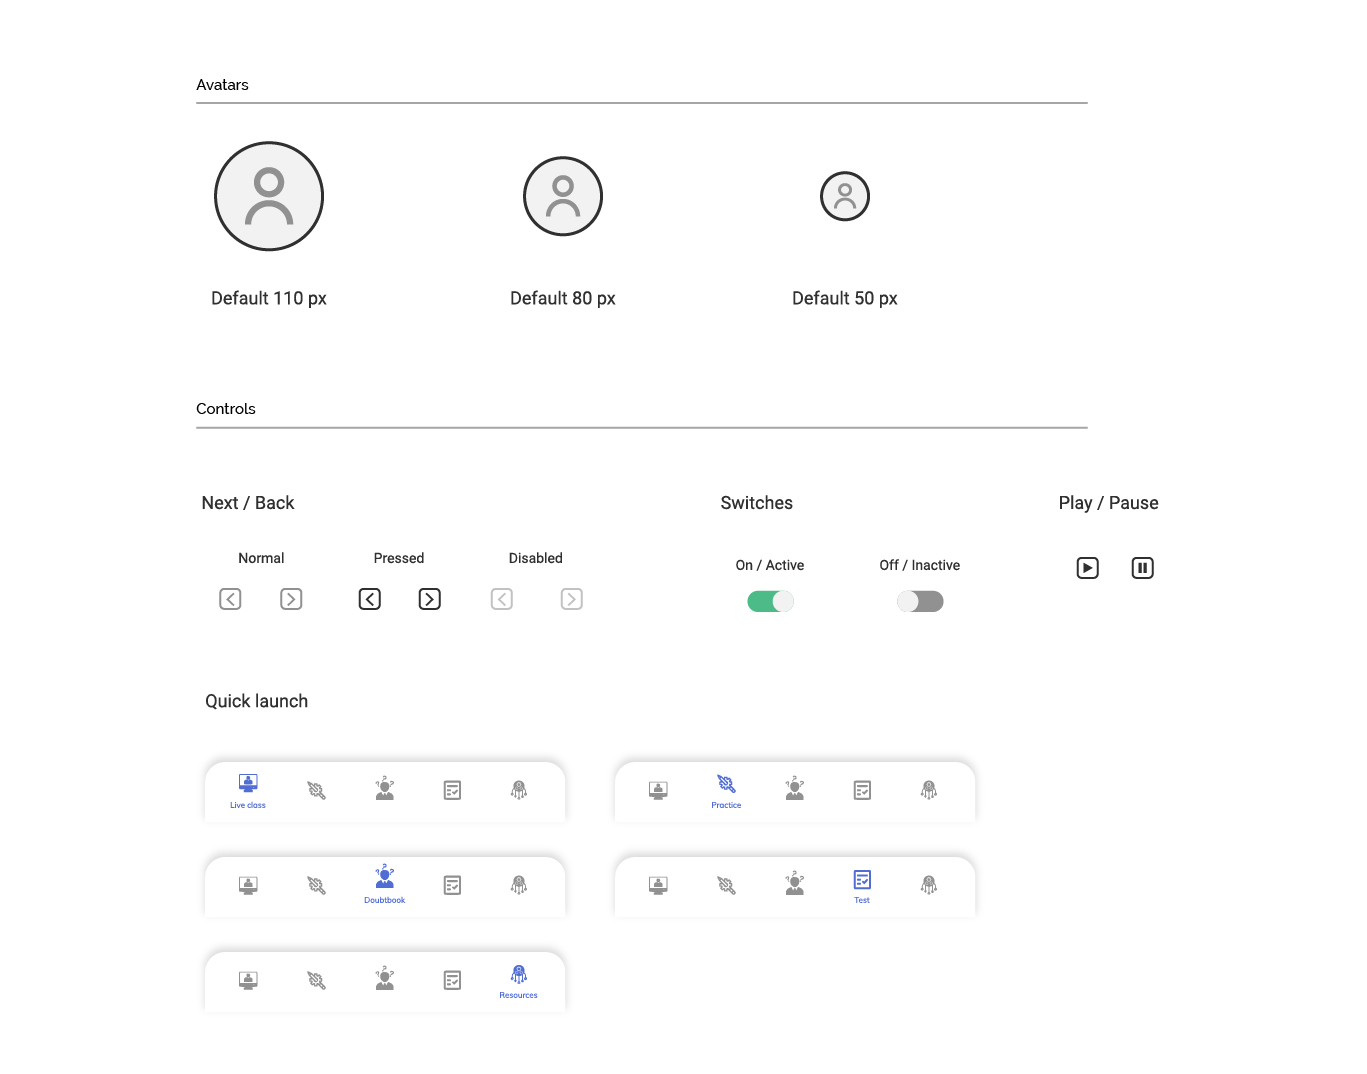 Avatars
Default 110 px
Default 80 px
Default 50 px
Controls
Next / Back
Switches
Play / Pause
Normal
Pressed
Disabled
On / Active
Off / Inactive
Quick launch
Live class
Practice
Doubtbook
Test
Resources